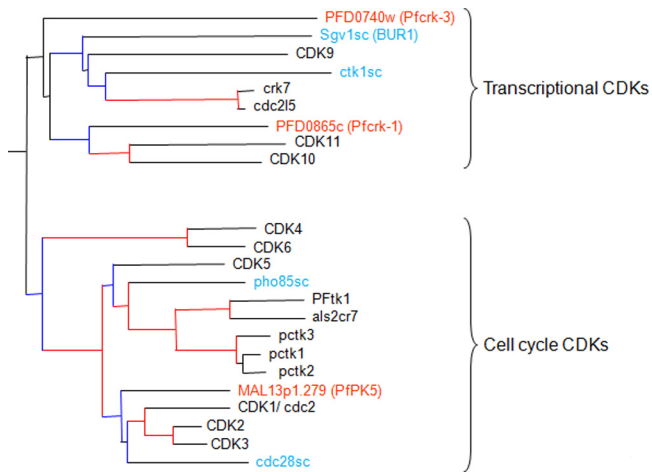 PFD0740w (Pfcrk-3)
Sgv1sc (BUR1)
CDK9
ctk1sc
crk7
cdc2l5
PFD0865c (Pfcrk-1)
CDK11
CDK10
Transcriptional CDKs
CDK4
CDK6
CDK5
pho85sc
PFtk1
als2cr7
pctk3
pctk1
pctk2
MAL13p1.279 (PfPK5)
CDK1/ cdc2
CDK2
CDK3
cdc28sc
Cell cycle CDKs